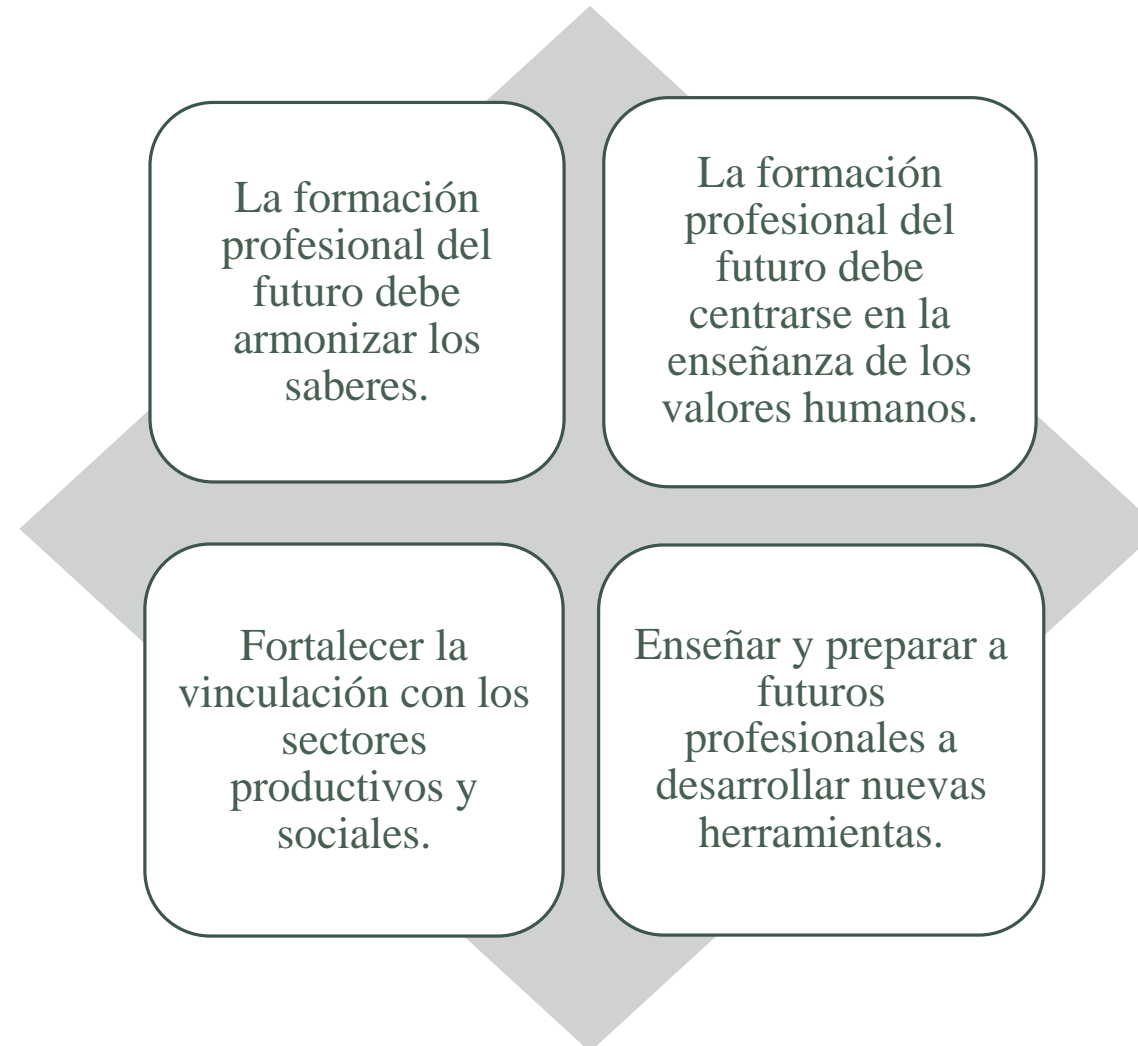 La formación
profesional del
futuro debe
armonizar los
saberes.
La formación
profesional del
futuro debe
centrarse en la
enseñanza de los
valores humanos.
Fortalecer la
vinculación con los
sectores
productivos y
sociales.
Enseñar y preparar a
futuros
profesionales a
desarrollar nuevas
herramientas.